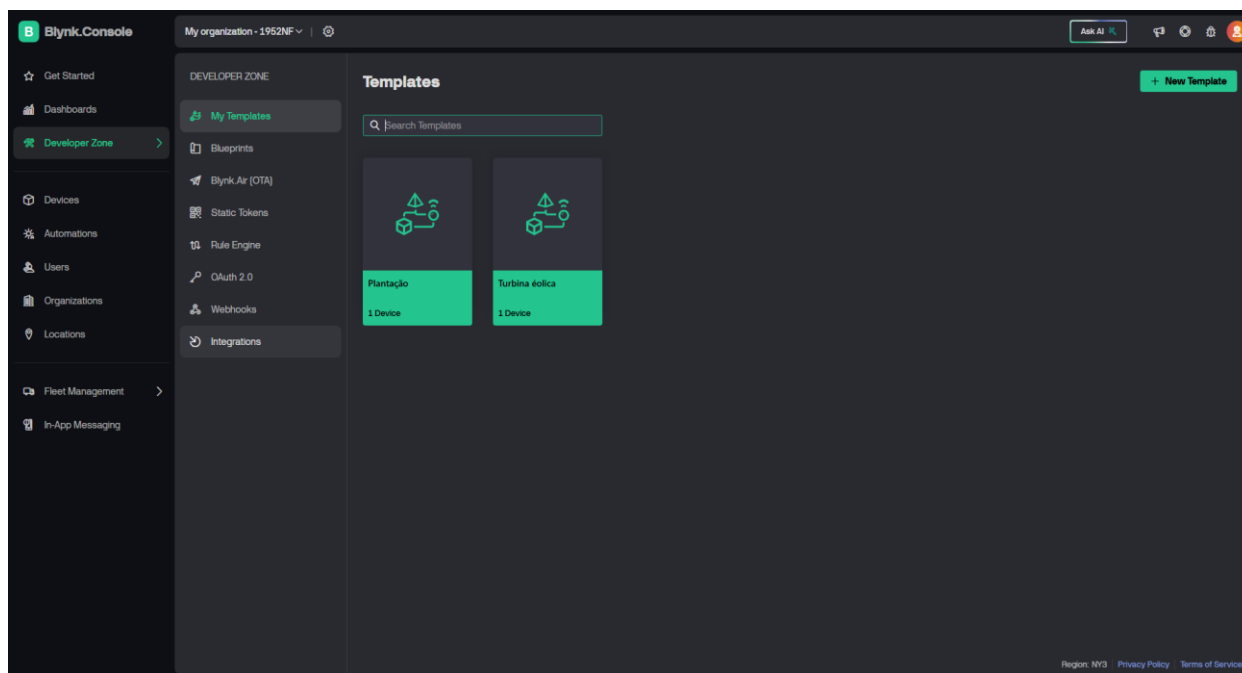 B Blynk.Console
My organization - 1952NF
Ask AI
Get Started
Dashboards
Developer Zone
Devices
Automations
Users
Organizations
Locations
Fleet Management
In-App Messaging
DEVELOPER ZONE
My Templates
Blueprints
Blynk.Air (OTA)
Static Tokens
Rule Engine
OAuth 2.0
Webhooks
Integrations
Templates
+ New Template
Search Templates
Plantação
1 Device
Turbina éolica
1 Device
Region: NY3 Privacy Policy Terms of Service